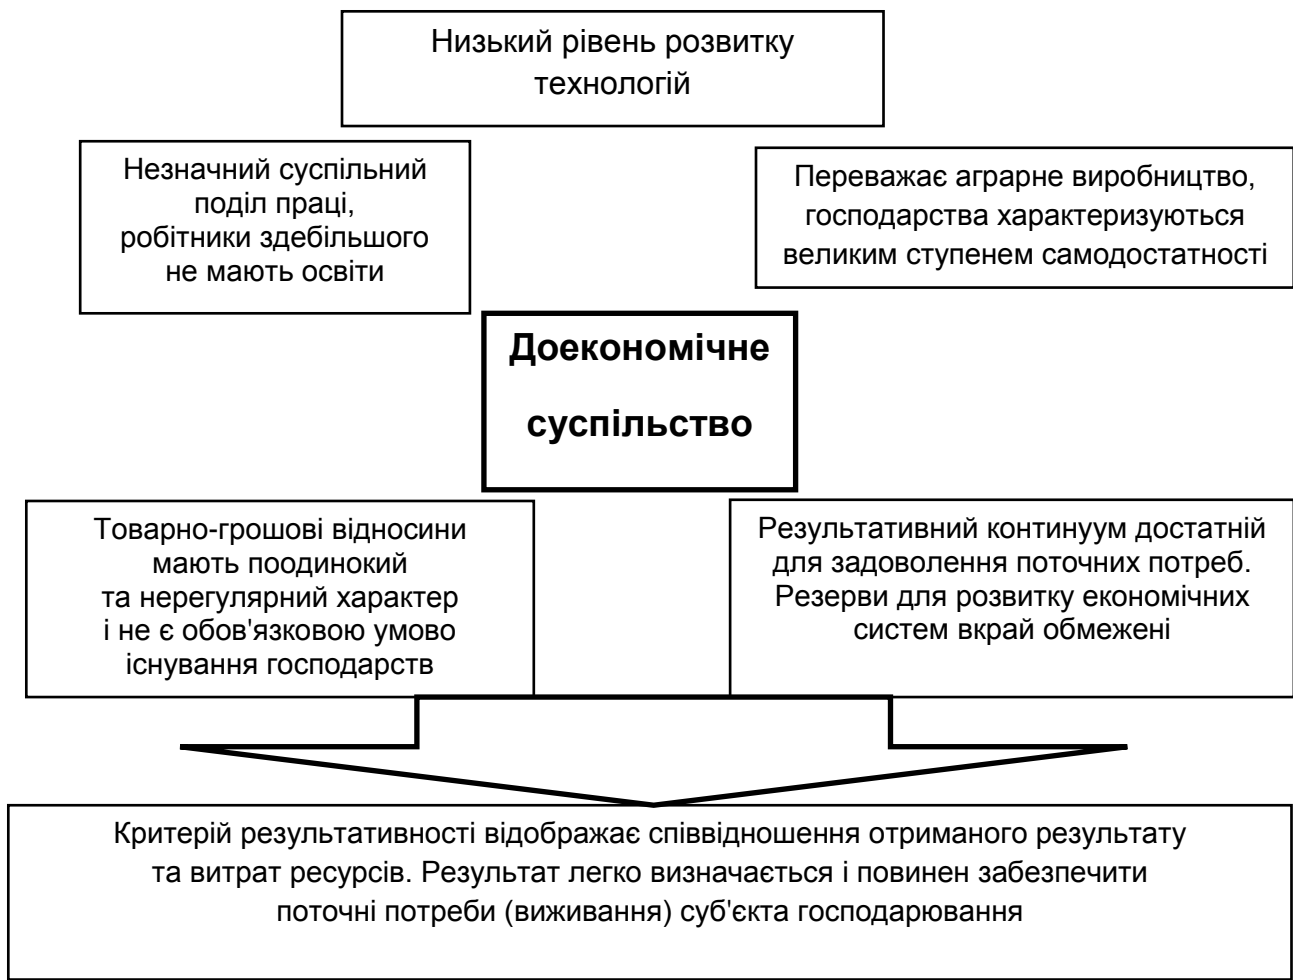 Низький рівень розвитку
технологій
Незначний суспільний
поділ праці,
робітники здебільшого
не мають освіти
Переважає аграрне виробництво,
господарства характеризуються
великим ступенем самодостатності
Доекономічне
суспільство
Товарно-грошові відносини
мають поодинокий
та нерегулярний характер
і не є обов'язковою умово
існування господарств
Результативний континуум достатній
для задоволення поточних потреб.
Резерви для розвитку економічних
систем вкрай обмежені
Критерій результативності відображає співвідношення отриманого результату
та витрат ресурсів. Результат легко визначається і повинен забезпечити
поточні потреби (виживання) суб'єкта господарювання